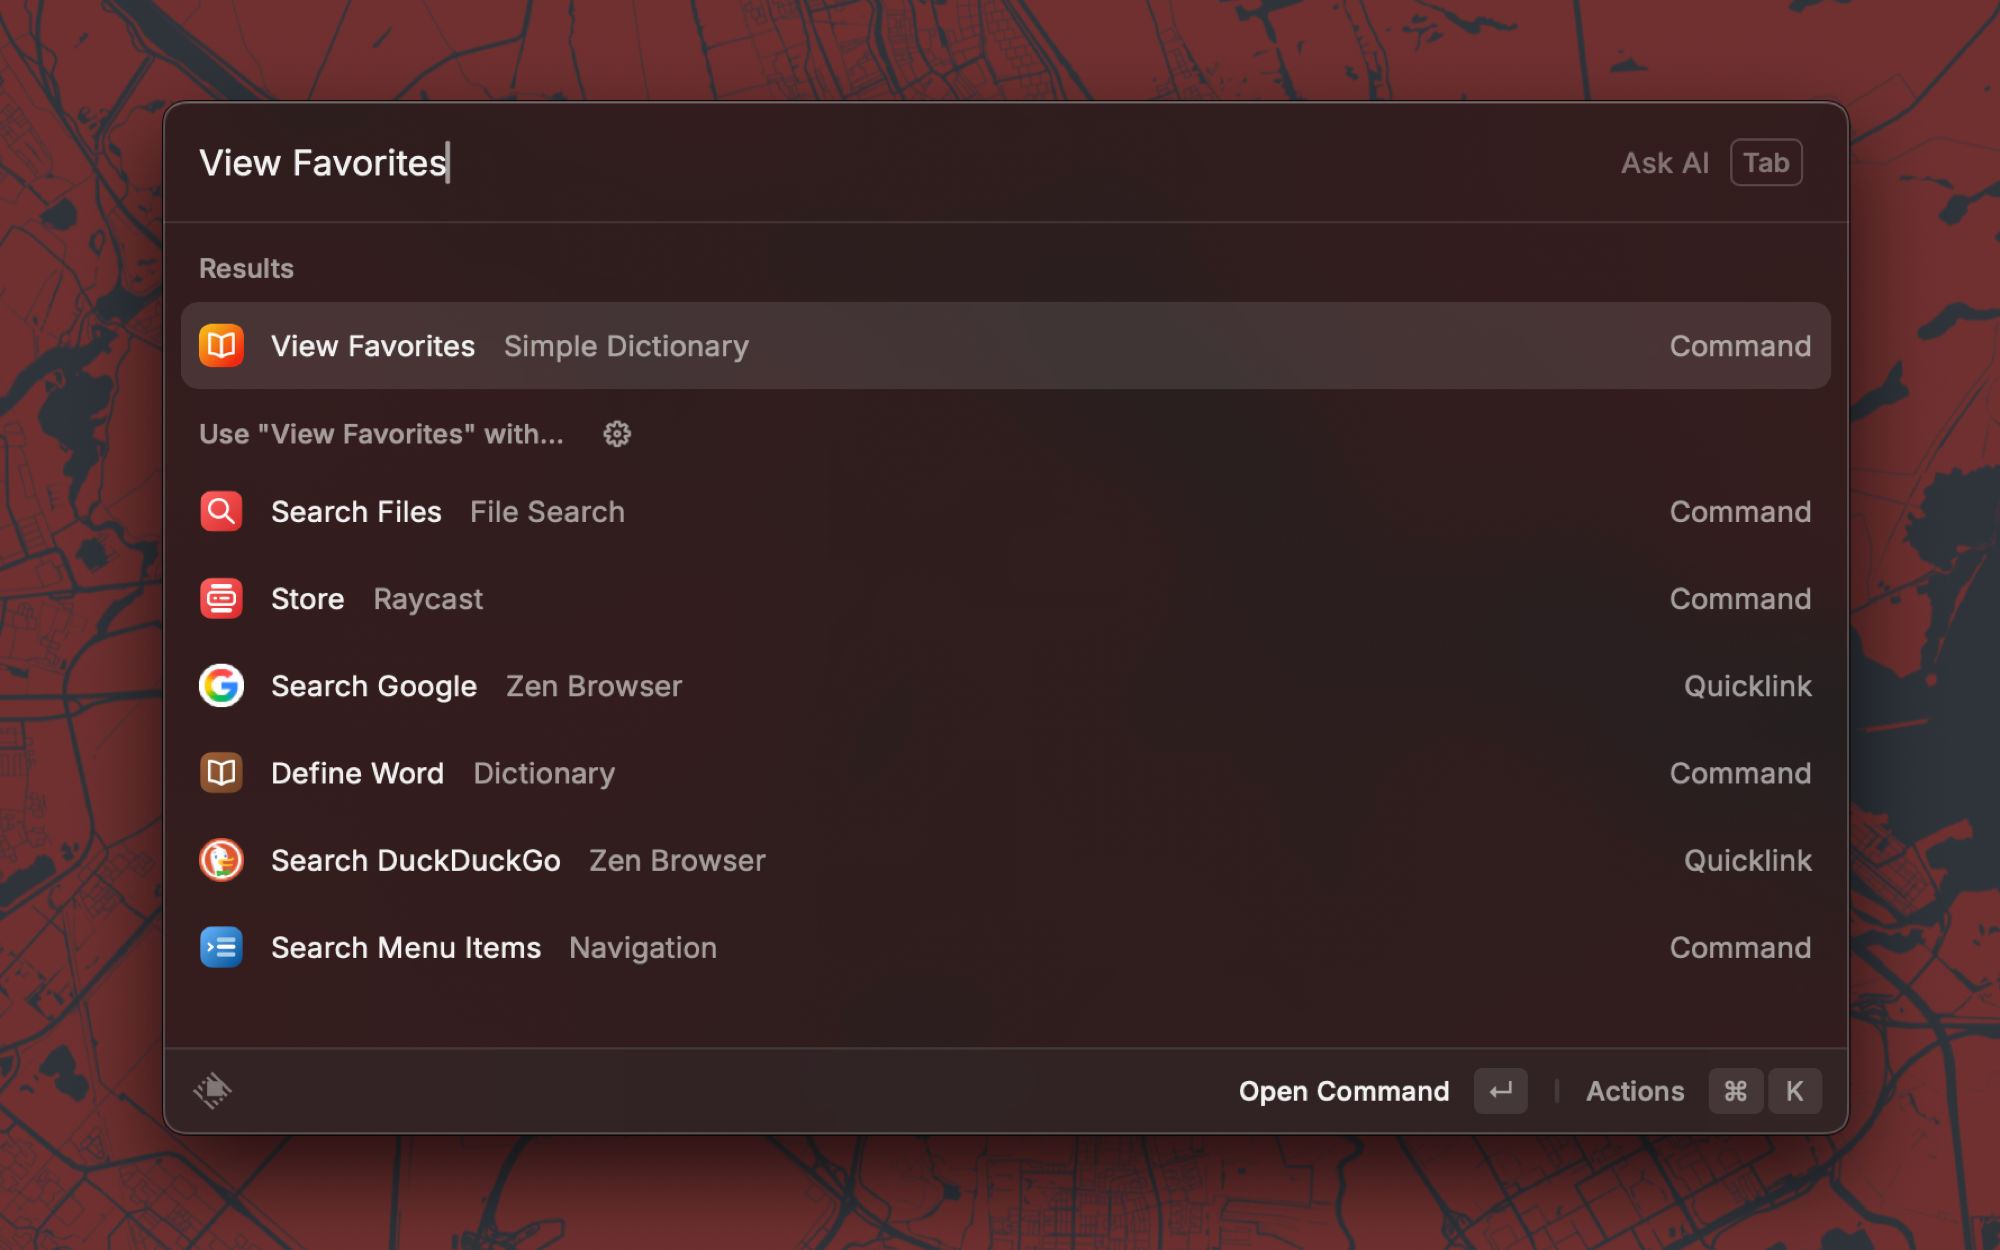 View Favorites Ask AI Tab
Results
View Favorites Simple Dictionary Command
Use "View Favorites" with...
Search Files File Search Command
Store Raycast Command
Search Google Zen Browser Quicklink
Define Word Dictionary Command
Search DuckDuckGo Zen Browser Quicklink
Search Menu Items Navigation Command
Open Command ↵ | Actions ⌘ K